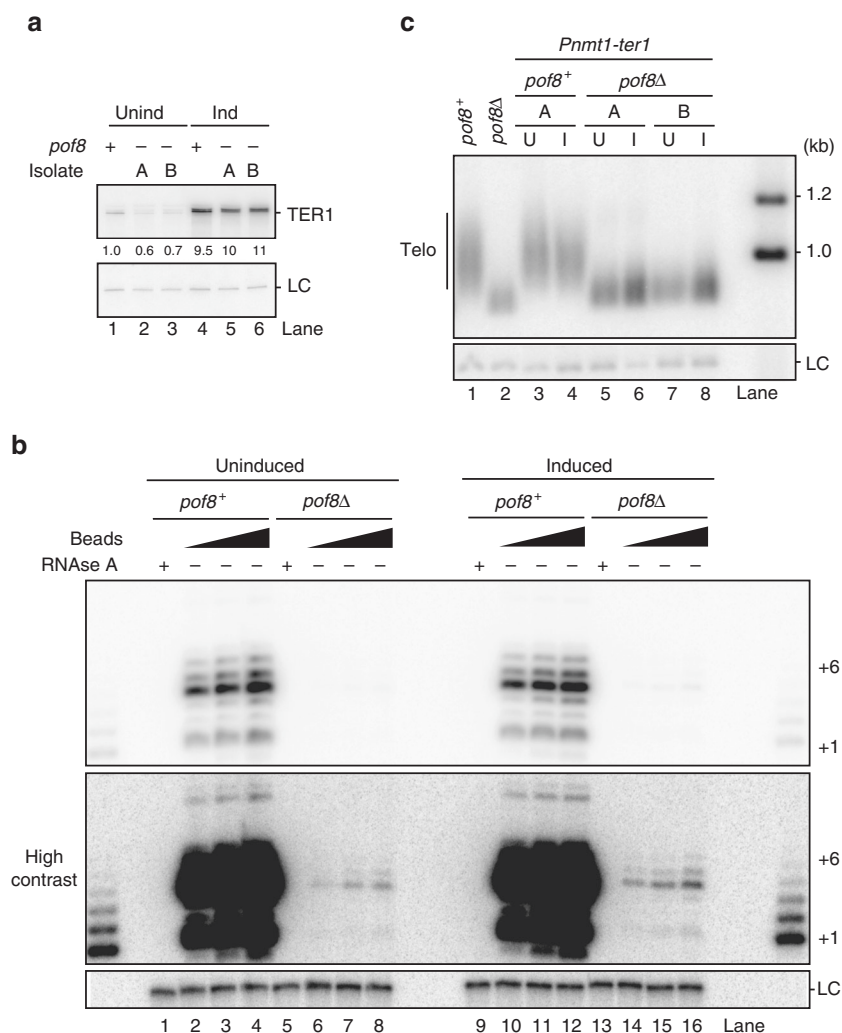 a
Unind Ind
pof8 + – – + – –
Isolate A B A B
TER1
1.0 0.6 0.7 9.5 10 11
LC
1 2 3 4 5 6 Lane
c
Pnmt1-ter1
pof8+ pof8Δ pof8+ pof8Δ
A A B
U I U I U I (kb)
1.2
Telo 1.0
LC
1 2 3 4 5 6 7 8 Lane
b
Uninduced Induced
pof8+ pof8Δ pof8+ pof8Δ
Beads
RNAse A + – – – + – – – + – – – + – – –
+6
+1
High
contrast
+6
+1
LC
1 2 3 4 5 6 7 8 9 10 11 12 13 14 15 16 Lane